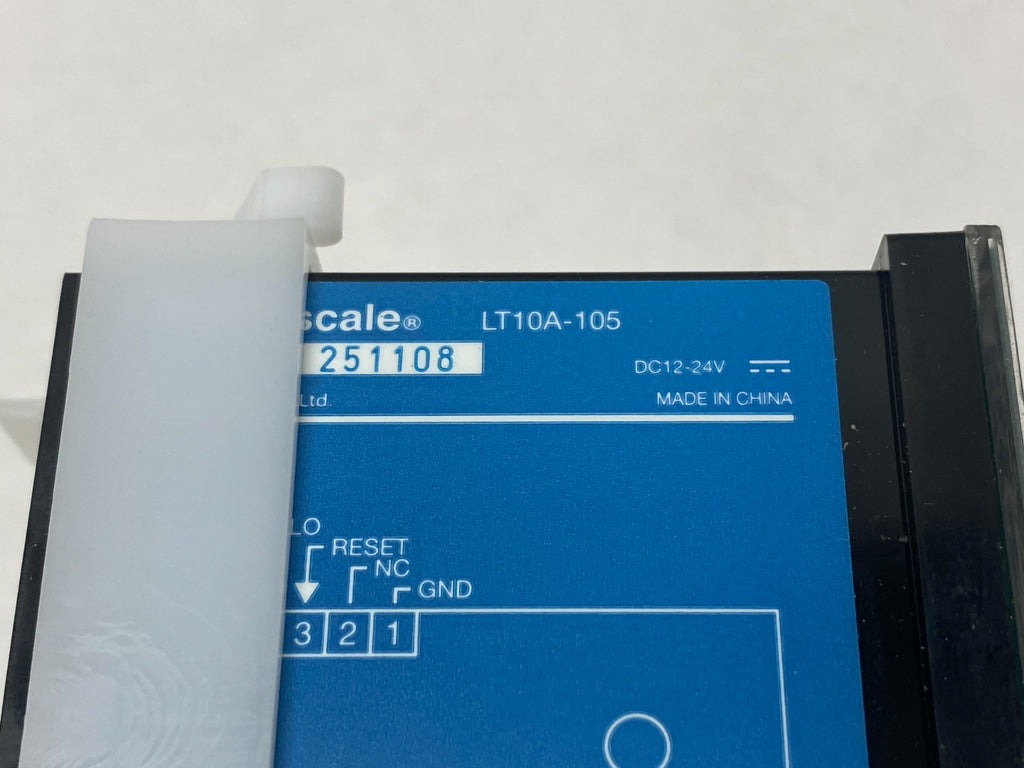 scale® LT10A-105
251108
DC12-24V
Ltd. MADE IN CHINA
LO
RESET
NC
GND
3 2 1